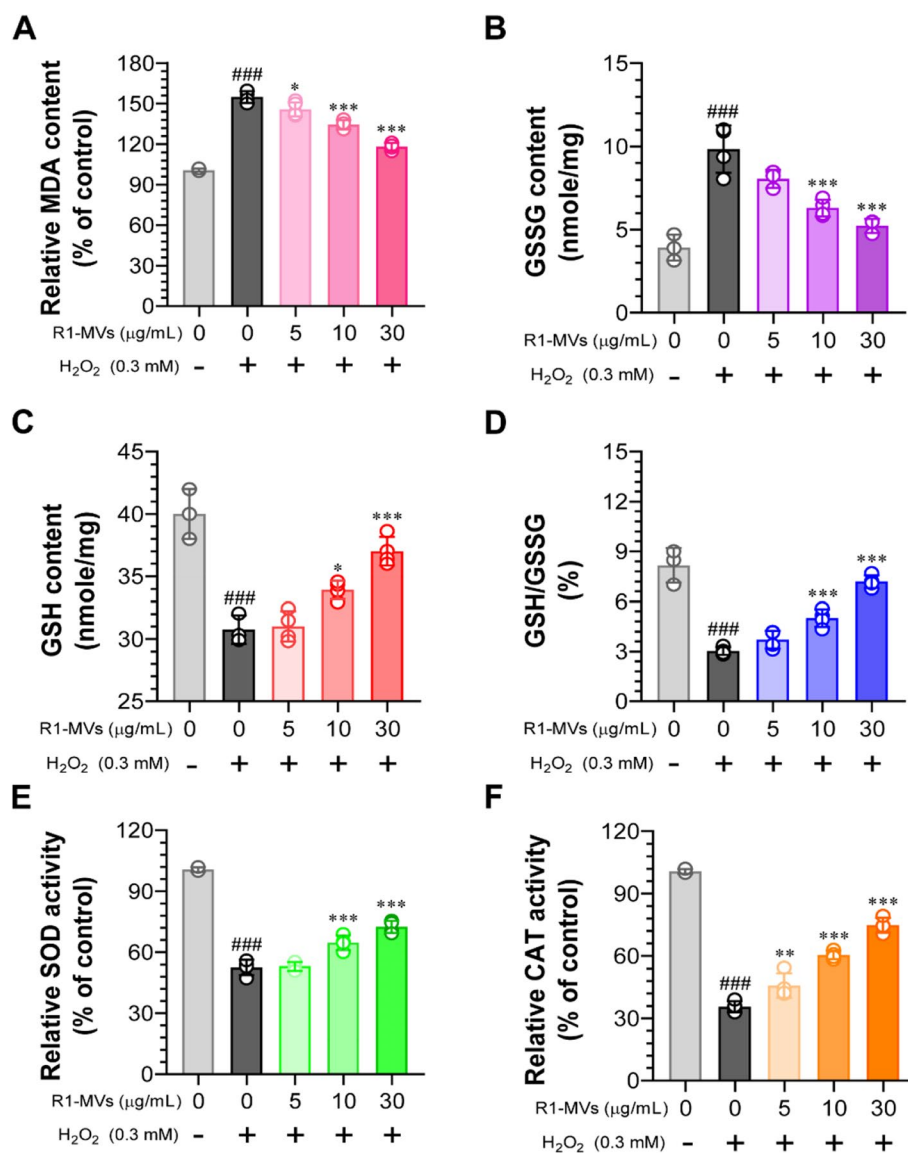 A
Relative MDA content
(% of control)
180
150
120
90
60
30
0
###
*
***
***
R1-MVs (μg/mL) 0 0 5 10 30
H₂O₂ (0.3 mM) - + + + +
B
GSSG content
(nmole/mg)
15
10
5
0
###
***
***
R1-MVs (μg/mL) 0 0 5 10 30
H₂O₂ (0.3 mM) - + + + +
C
GSH content
(nmole/mg)
45
40
35
30
25
###
*
***
R1-MVs (μg/mL) 0 0 5 10 30
H₂O₂ (0.3 mM) - + + + +
D
GSH/GSSG
(%)
15
12
9
6
3
0
###
***
***
R1-MVs (μg/mL) 0 0 5 10 30
H₂O₂ (0.3 mM) - + + + +
E
Relative SOD activity
(% of control)
120
90
60
30
0
###
***
***
R1-MVs (μg/mL) 0 0 5 10 30
H₂O₂ (0.3 mM) - + + + +
F
Relative CAT activity
(% of control)
120
90
60
30
0
###
**
***
***
R1-MVs (μg/mL) 0 0 5 10 30
H₂O₂ (0.3 mM) - + + + +